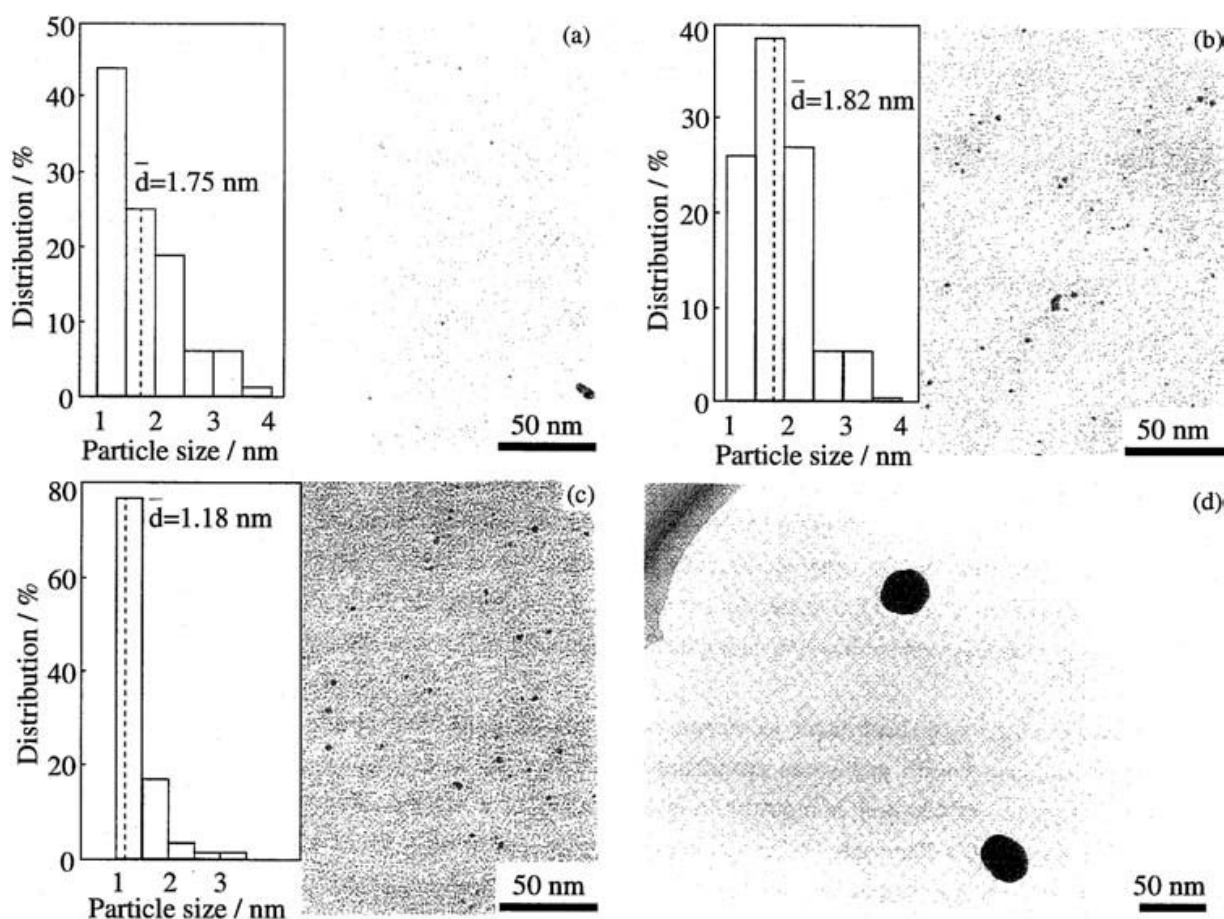 (a)
50
40
30
20
10
0
Distribution / %
d̅=1.75 nm
1 2 3 4
Particle size / nm
50 nm
(b)
40
30
20
10
0
Distribution / %
d̅=1.82 nm
1 2 3 4
Particle size / nm
50 nm
(c)
80
60
40
20
0
Distribution / %
d̅=1.18 nm
1 2 3
Particle size / nm
50 nm
(d)
50 nm